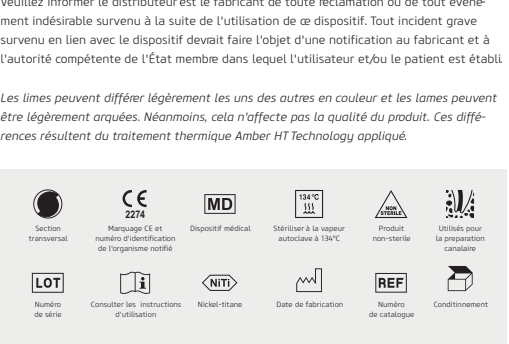 Veuillez informer le distributeur est le fabricant de toute réclamation ou de tout événe-
ment indésirable survenu à la suite de l'utilisation de ce dispositif. Tout incident grave
survenu en lien avec le dispositif devrait faire l'objet d'une notification au fabricant et à
l'autorité compétente de l'État membre dans lequel l'utilisateur et/ou le patient est établi.
Les limes peuvent différer légèrement les uns des autres en couleur et les lames peuvent
être légèrement arquées. Néanmoins, cela n'affecte pas la qualité du produit. Ces diffé-
rences résultent du traitement thermique Amber HT Technology appliqué.
CE
2274
MD
134°C
NON
STERILE
Section
transversal
Marquage CE et
numéro d'identification
de l'organisme notifié
Dispositif médical
Stériliser à la vapeur
autoclave à 134°C
Produit
non-sterile
Utilisés pour
la preparation
canalaire
LOT
i
NiTi
REF
Numéro
de série
Consulter les instructions
d'utilisation
Nickel-titane
Date de fabrication
Numéro
de catalogue
Conditinnement